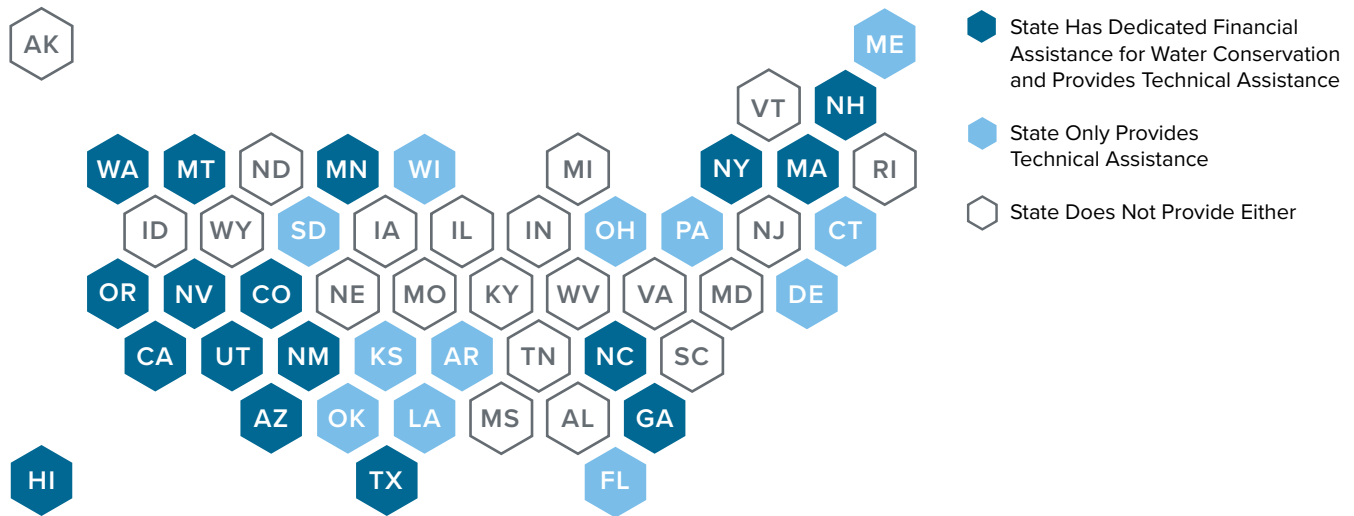 AK
ME
VT
NH
WA
MT
ND
MN
WI
MI
NY
MA
RI
ID
WY
SD
IA
IL
IN
OH
PA
NJ
CT
OR
NV
CO
NE
MO
KY
WV
VA
MD
DE
CA
UT
NM
KS
AR
TN
NC
SC
AZ
OK
LA
MS
AL
GA
HI
TX
FL
State Has Dedicated Financial
Assistance for Water Conservation
and Provides Technical Assistance
State Only Provides
Technical Assistance
State Does Not Provide Either